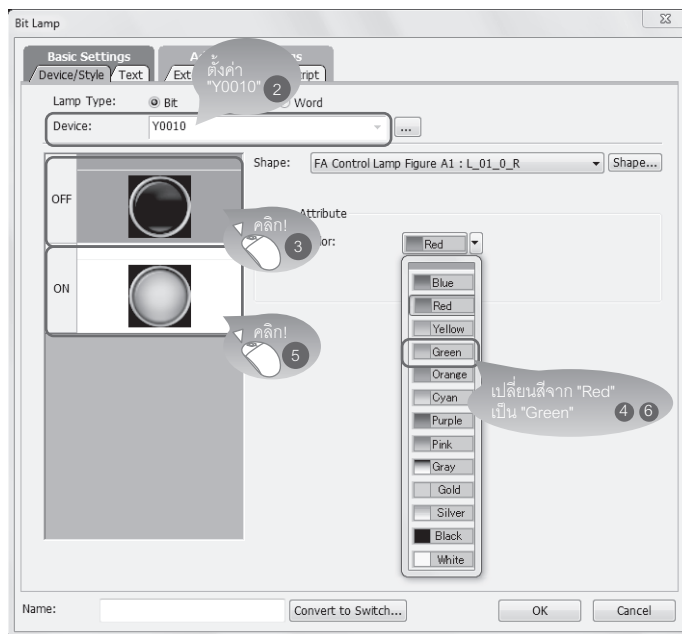 Bit Lamp
Basic Settings
Device/Style Text
ตั้งค่า
"Y0010" 2
Lamp Type: Bit Word
Device: Y0010 ...
Shape: FA Control Lamp Figure A1 : L_01_0_R Shape...
OFF
คลิก!
3
Attribute
Red
ON
คลิก!
5
Blue
Red
Yellow
Green
Orange
Cyan
Purple
Pink
Gray
Gold
Silver
Black
White
เปลี่ยนสีจาก "Red"
เป็น "Green" 4 6
Name: Convert to Switch... OK Cancel